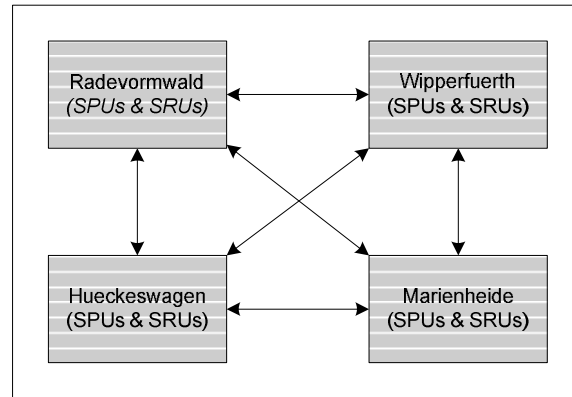 Radevormwald
(SPUs & SRUs)
Wipperfuerth
(SPUs & SRUs)
Hueckeswagen
(SPUs & SRUs)
Marienheide
(SPUs & SRUs)